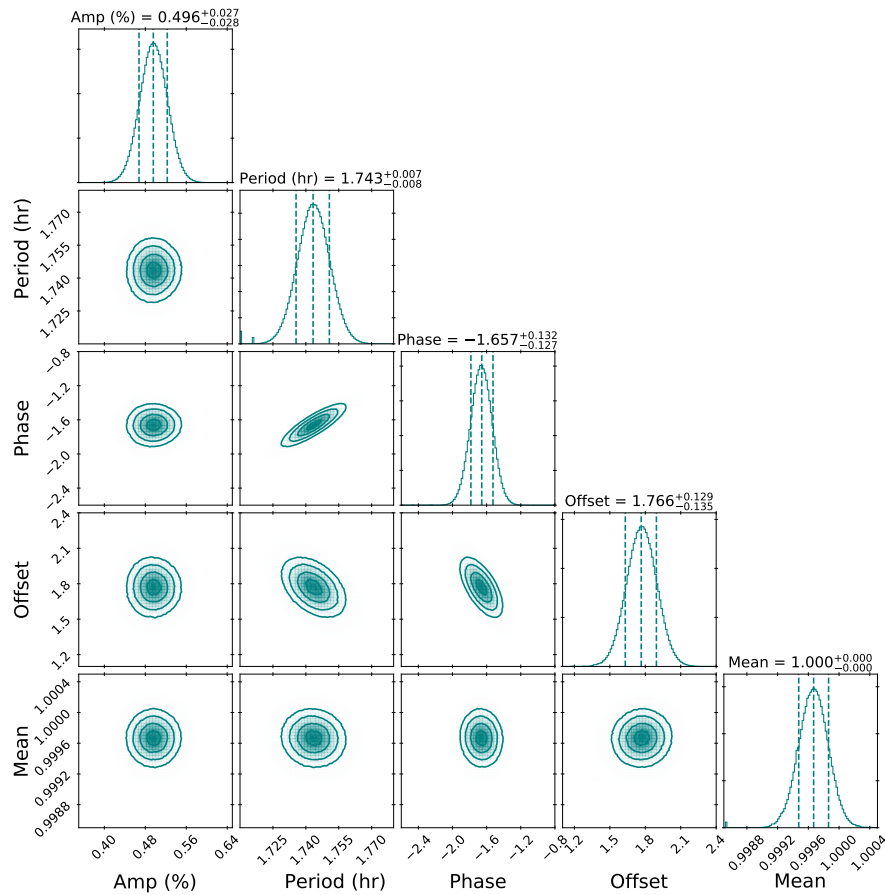 Amp (%) = 0.496+0.027 −0.028
Period (hr) = 1.743+0.007 −0.008
Period (hr)
1.770
1.755
1.740
1.725
Phase = −1.657+0.132 −0.127
Phase
−0.8
−1.2
−1.6
−2.0
−2.4
Offset = 1.766+0.129 −0.135
Offset
2.4
2.1
1.8
1.5
1.1
Mean = 1.000+0.000 −0.000
Mean
1.0004
1.0000
0.9996
0.9992
0.9988
0.40 0.48 0.56 0.64
1.725 1.740 1.755 1.770
−2.4 −2.0 −1.6 −1.2 −0.8
1.2 1.5 1.8 2.1 2.4
0.9988 0.9992 0.9996 1.0000 1.0004
Amp (%) Period (hr) Phase Offset Mean